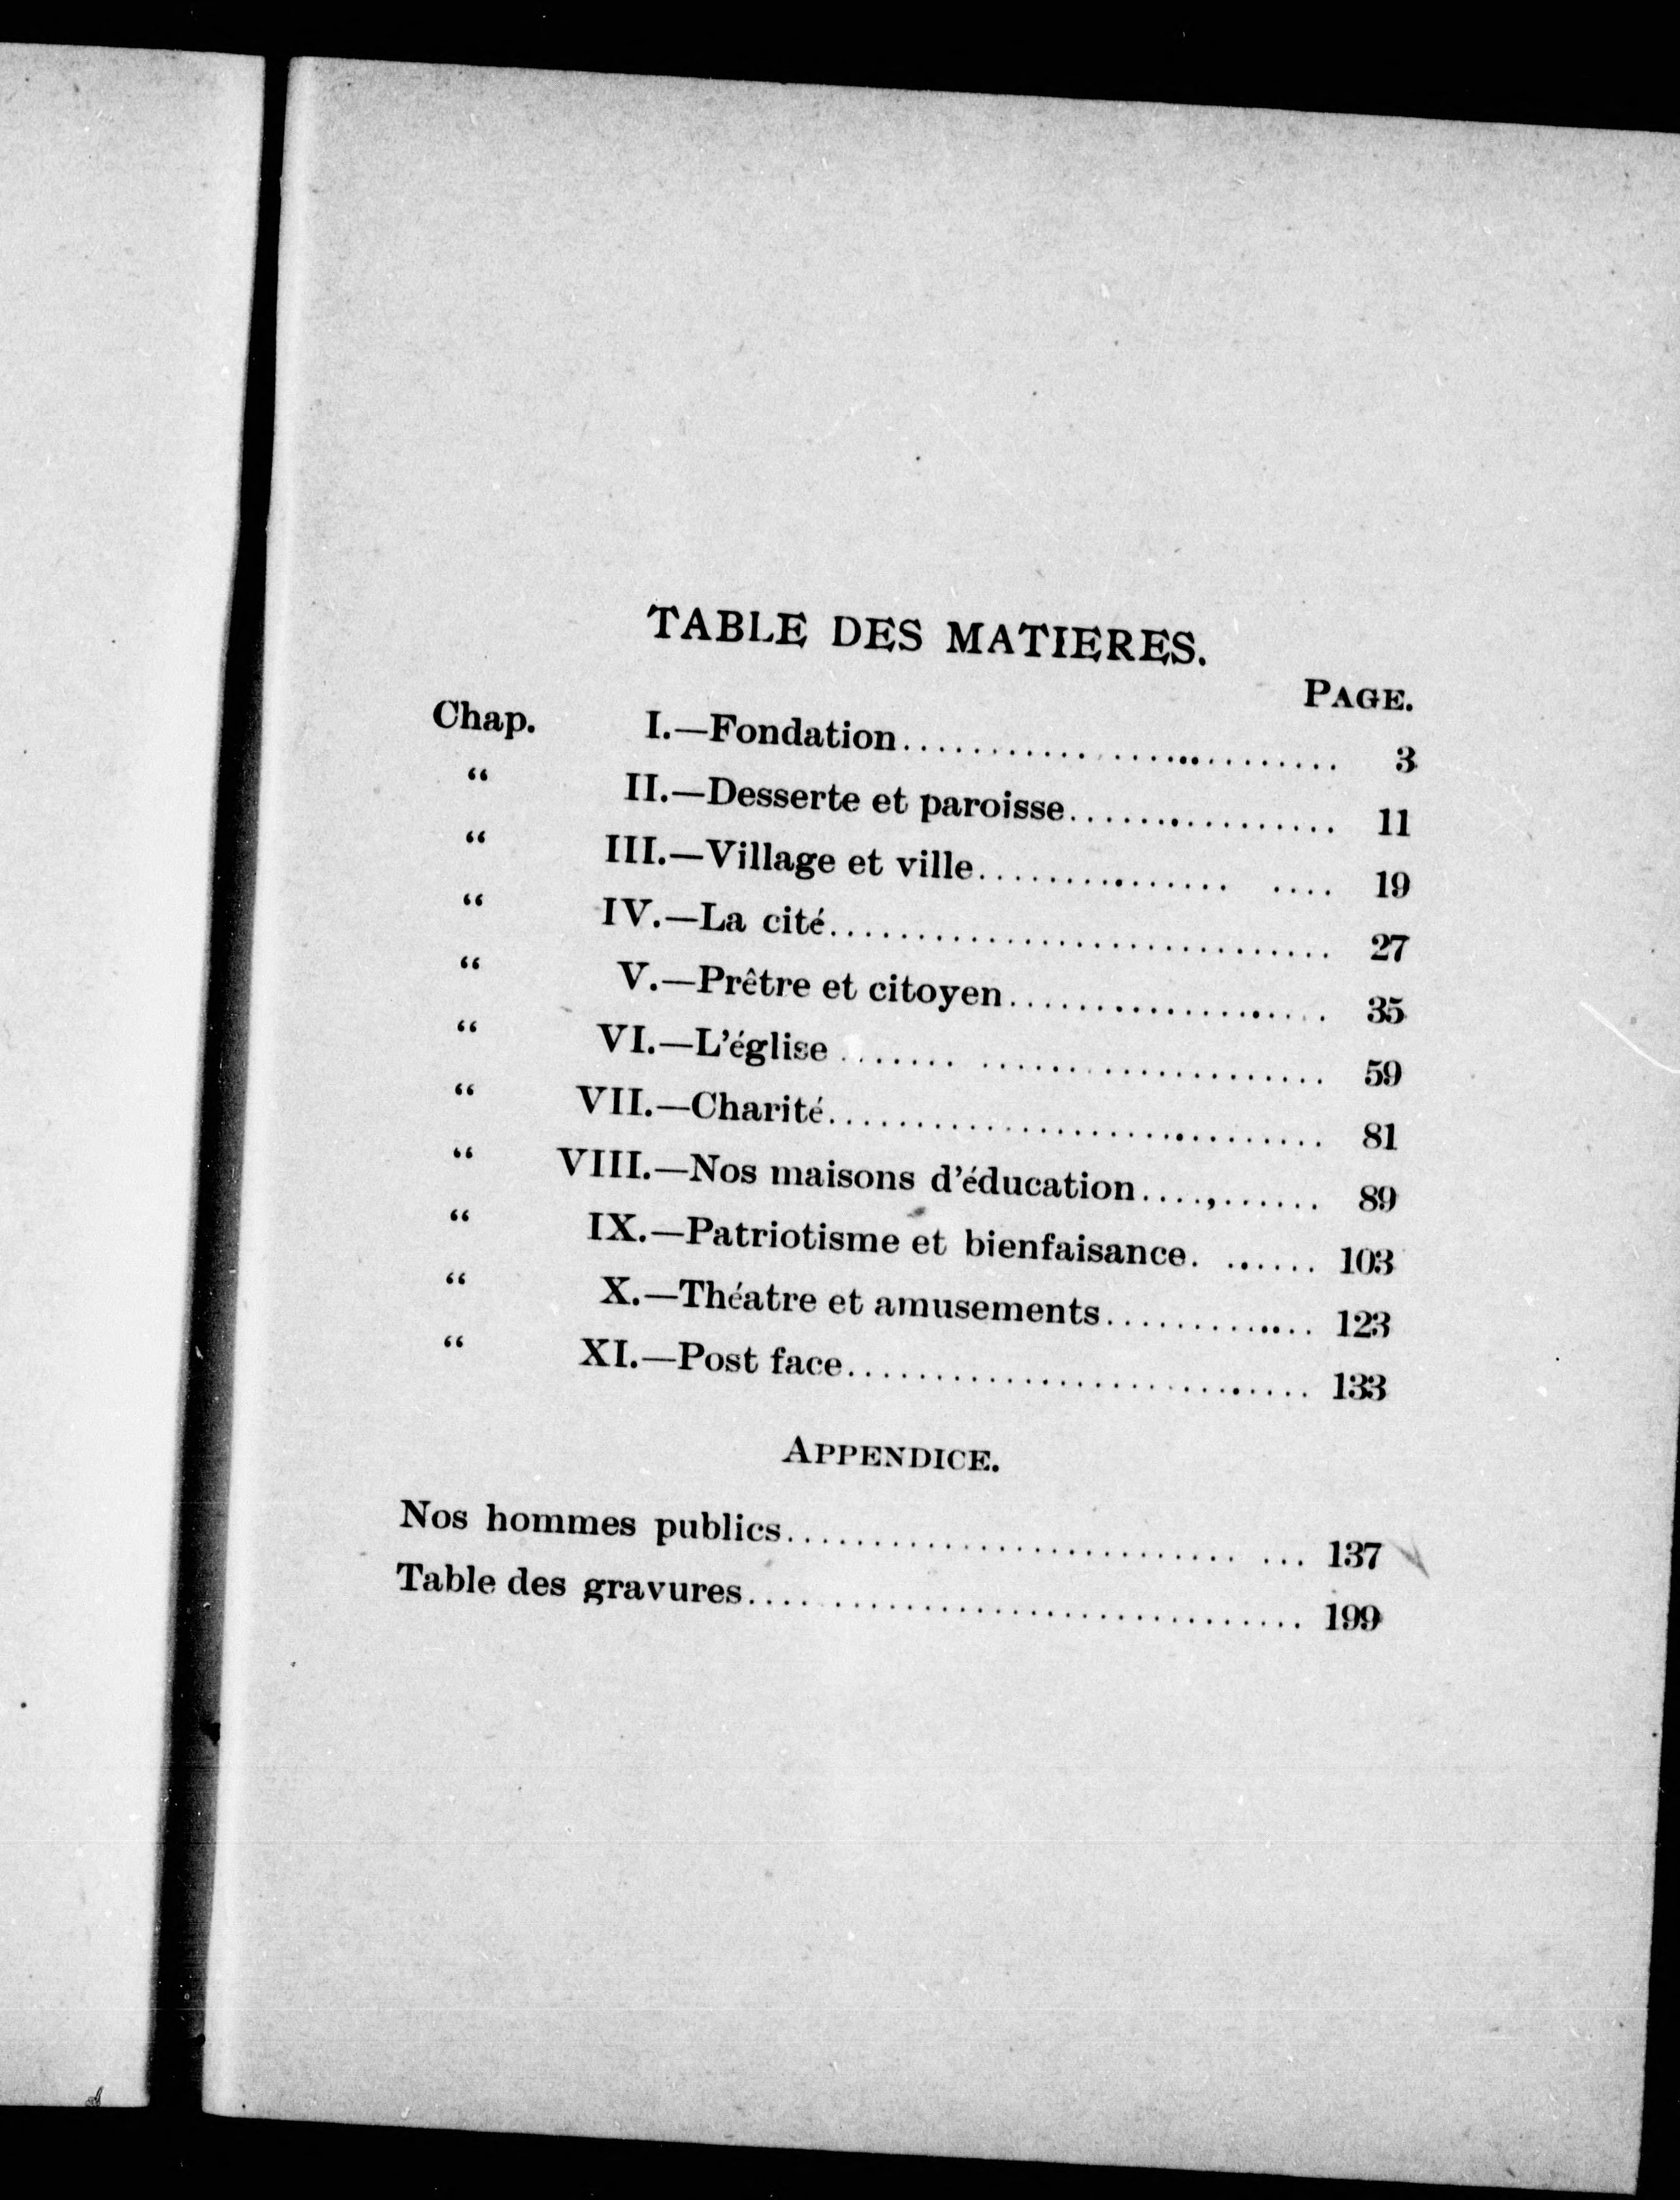 TABLE DES MATIERES.
PAGE.
Chap. I.—Fondation........................ 3
“ II.—Desserte et paroisse................ 11
“ III.—Village et ville................ .... 19
“ IV.—La cité.............................. 27
“ V.—Prêtre et citoyen................... 35
“ VI.—L'église ....... .................... 59
“ VII.—Charité............................. 81
“ VIII.—Nos maisons d'éducation....,...... 89
“ IX.—Patriotisme et bienfaisance. ...... 103
“ X.—Théatre et amusements............. 123
“ XI.—Post face........................... 133
APPENDICE.
Nos hommes publics.......................... ... 137
Table des gravures................................. 199